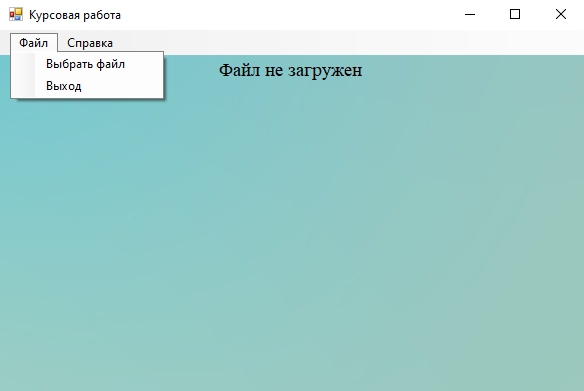 Курсовая работа
Файл Справка
Выбрать файл
Выход
Файл не загружен